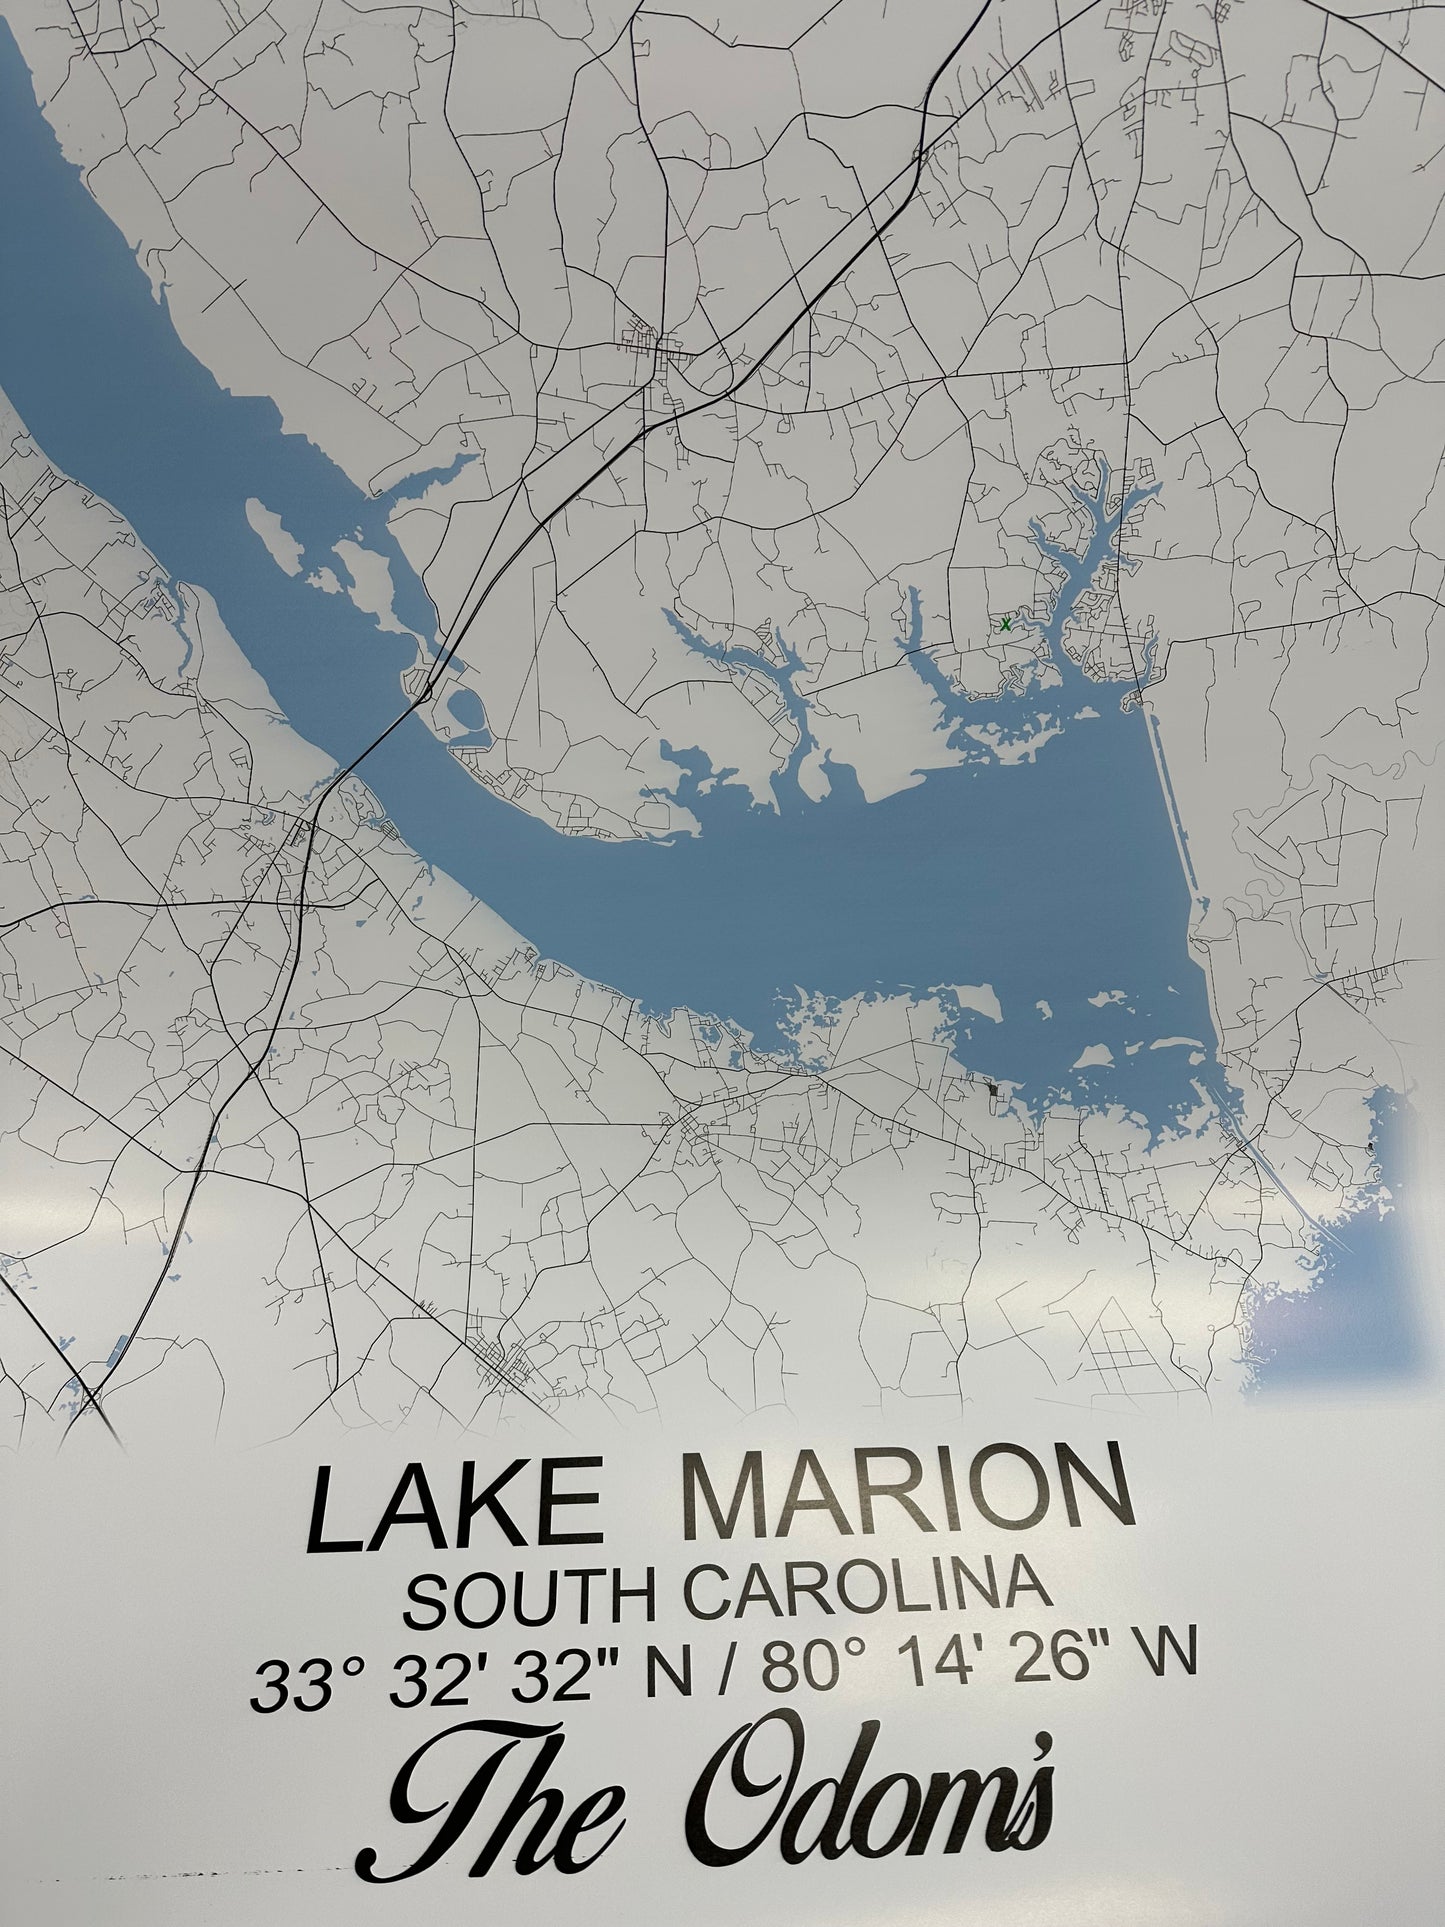 X
LAKE MARION
SOUTH CAROLINA
33° 32' 32" N / 80° 14' 26" W
The Odom's